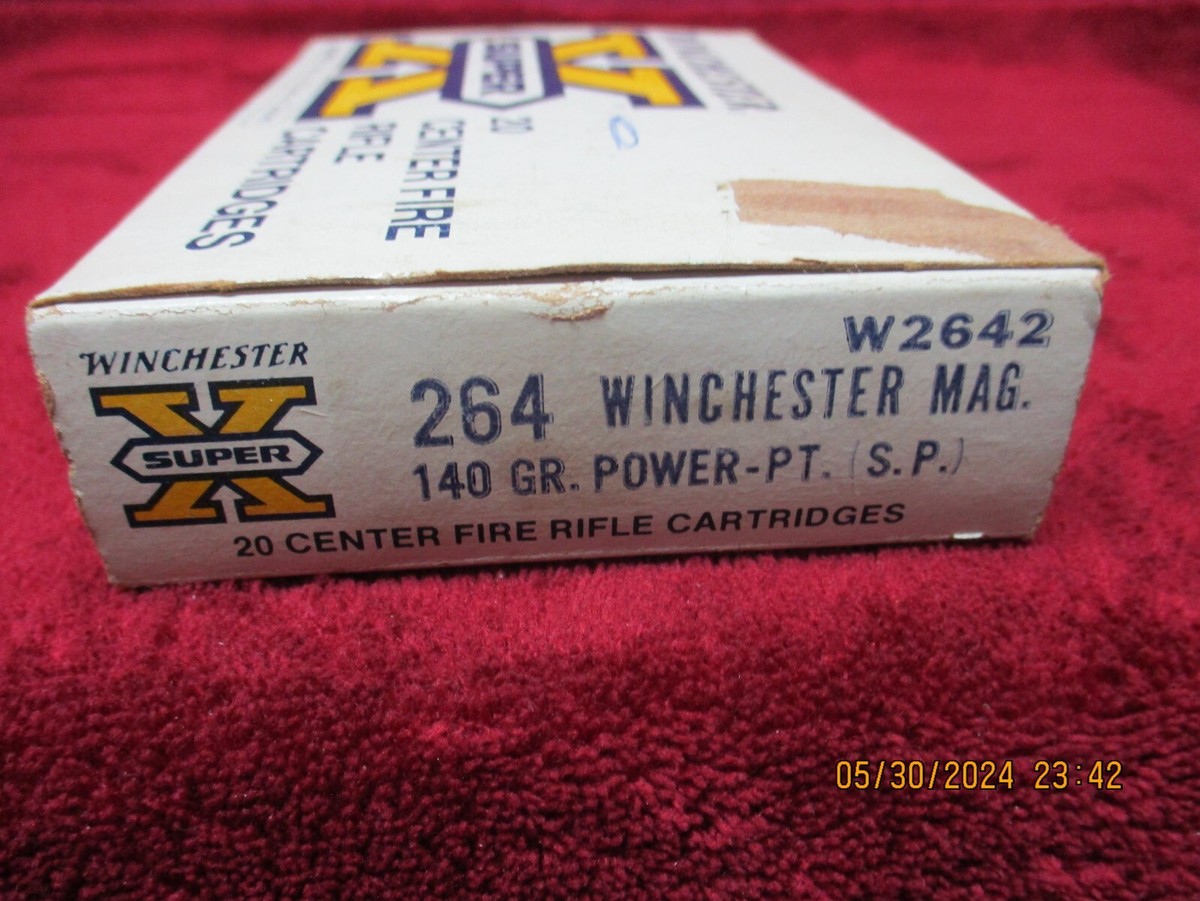 WINCHESTER
SUPER
X
20
CENTER FIRE
RIFLE
CARTRIDGES
W2642
WINCHESTER
SUPER
X
264 WINCHESTER MAG.
140 GR. POWER-PT. (S.P.)
20 CENTER FIRE RIFLE CARTRIDGES
05/30/2024 23:42